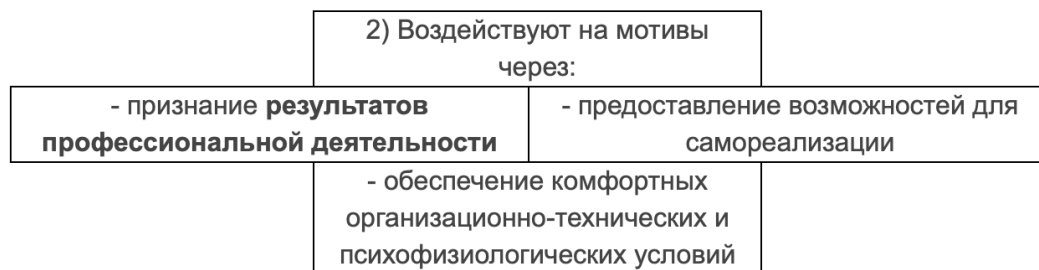 2) Воздействуют на мотивы
через:
- признание результатов
профессиональной деятельности
- предоставление возможностей для
самореализации
- обеспечение комфортных
организационно-технических и
психофизиологических условий